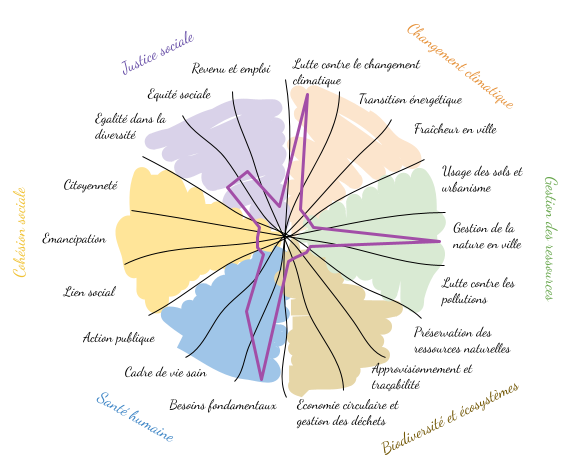 Justice sociale
Changement climatique
Revenu et emploi
Lutte contre le changement
climatique
Equité sociale
Transition énergétique
Egalité dans la
diversité
Fraîcheur en ville
Citoyenneté
Usage des sols et
urbanisme
Cohésion sociale
Gestion des ressources
Emancipation
Gestion de la
nature en ville
Lien social
Lutte contre les
pollutions
Action publique
Préservation des
ressources naturelles
Cadre de vie sain
Approvisionnement et
traçabilité
Besoins fondamentaux
Economie circulaire et
gestion des déchets
Santé humaine
Biodiversité et écosystèmes